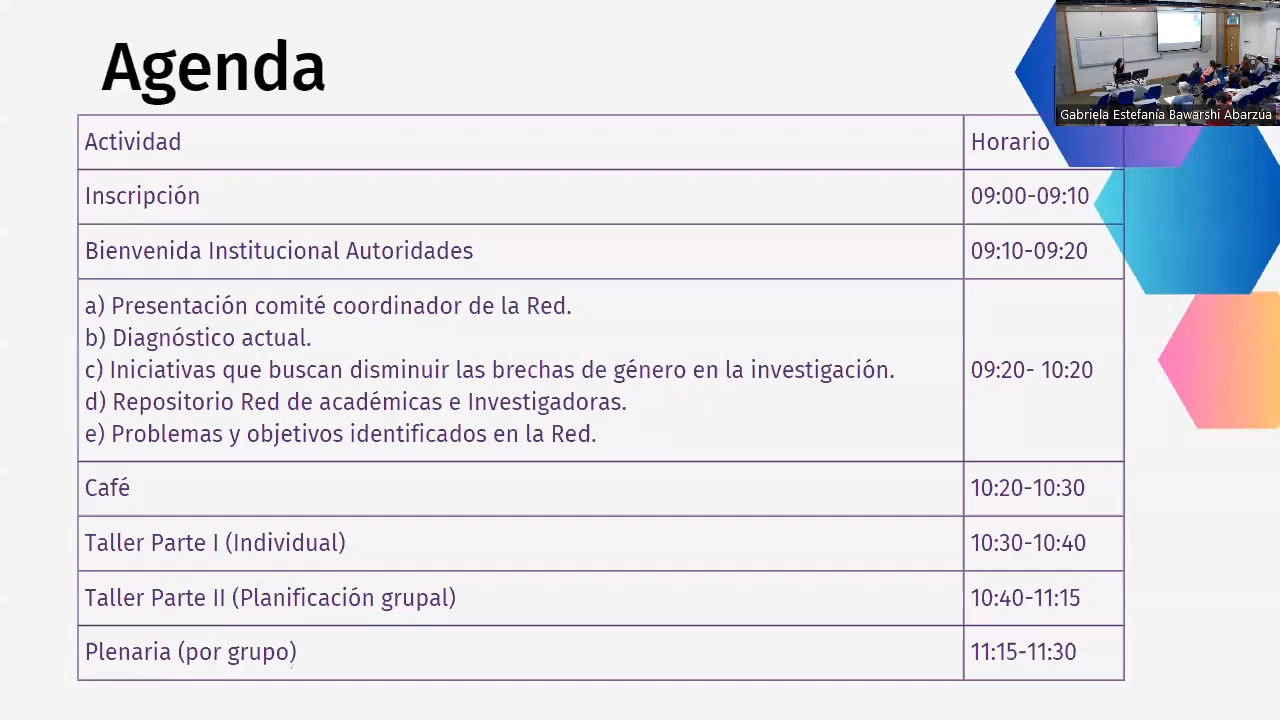 Agenda
Gabriela Estefanía Bawarshi Abarzúa
Actividad
Horario
Inscripción
09:00-09:10
Bienvenida Institucional Autoridades
09:10-09:20
a) Presentación comité coordinador de la Red.
b) Diagnóstico actual.
c) Iniciativas que buscan disminuir las brechas de género en la investigación.
d) Repositorio Red de académicas e Investigadoras.
e) Problemas y objetivos identificados en la Red.
09:20- 10:20
Café
10:20-10:30
Taller Parte I (Individual)
10:30-10:40
Taller Parte II (Planificación grupal)
10:40-11:15
Plenaria (por grupo)
11:15-11:30